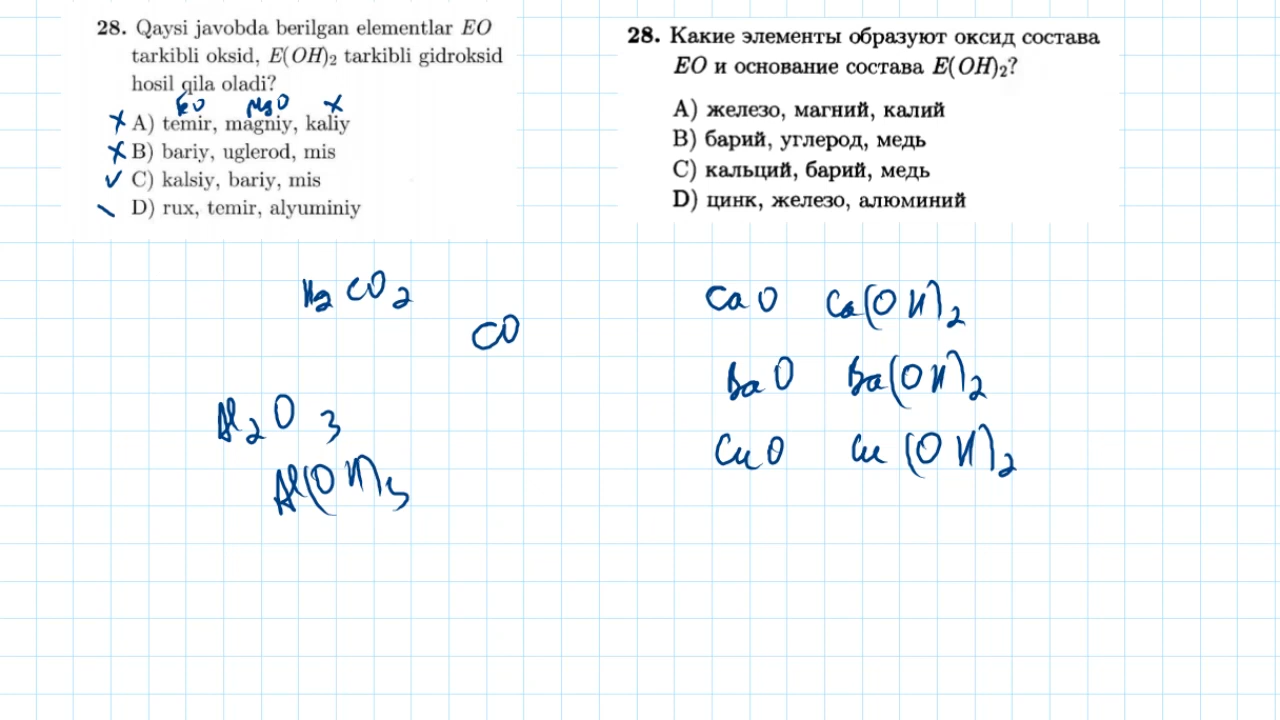 28. Qaysi javobda berilgan elementlar EO
tarkibli oksid, E(OH)₂ tarkibli gidroksid
hosil qila oladi?
MgO ×
× A) temir, magniy, kaliy
× B) bariy, uglerod, mis
✓ C) kalsiy, bariy, mis
\ D) rux, temir, alyuminiy
28. Какие элементы образуют оксид состава
EO и основание состава E(OH)₂?
A) железо, магний, калий
B) барий, углерод, медь
C) кальций, барий, медь
D) цинк, железо, алюминий
H₂CO₂
CO
Al₂O₃
Al(OH)₃
CaO Ca(OH)₂
BaO Ba(OH)₂
CuO Cu(OH)₂